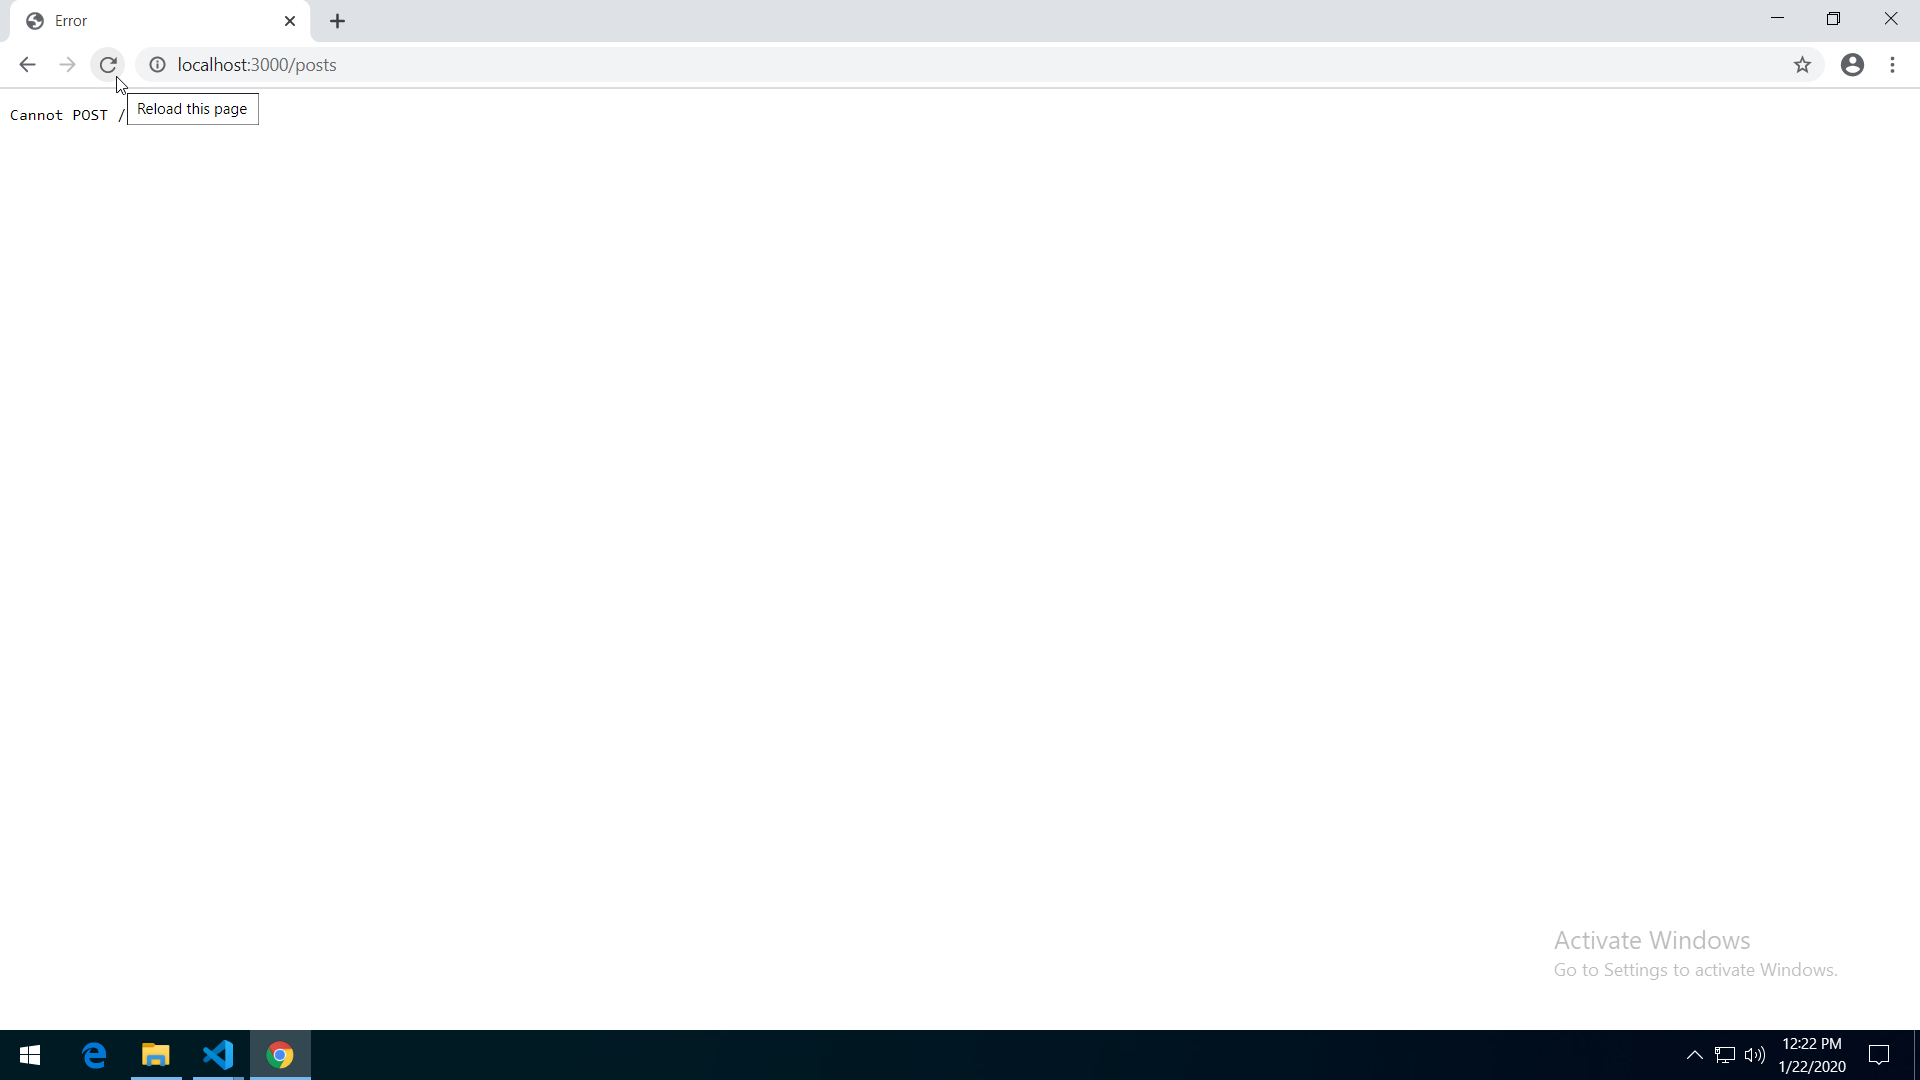 Error
localhost:3000/posts
Cannot POST /
Reload this page
Activate Windows
Go to Settings to activate Windows.
12:22 PM
1/22/2020